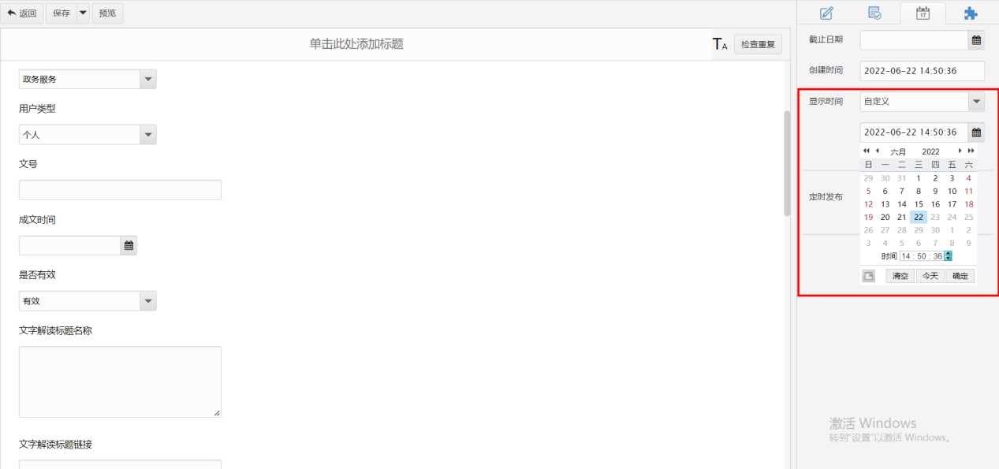 返回
保存
预览
单击此处添加标题
TA
检查重复
政务服务
用户类型
个人
文号
成文时间
是否有效
有效
文字解读标题名称
文字解读标题链接
17
截止日期
创建时间
2022-06-22 14:50:36
显示时间
自定义
2022-06-22 14:50:36
六月 2022
日 一 二 三 四 五 六
29 30 31 1 2 3 4
5 6 7 8 9 10 11
12 13 14 15 16 17 18
19 20 21 22 23 24 25
26 27 28 29 30 1 2
3 4 5 6 7 8 9
时间 14 : 50 : 36
清空 今天 确定
定时发布
激活 Windows
转到"设置"以激活 Windows。